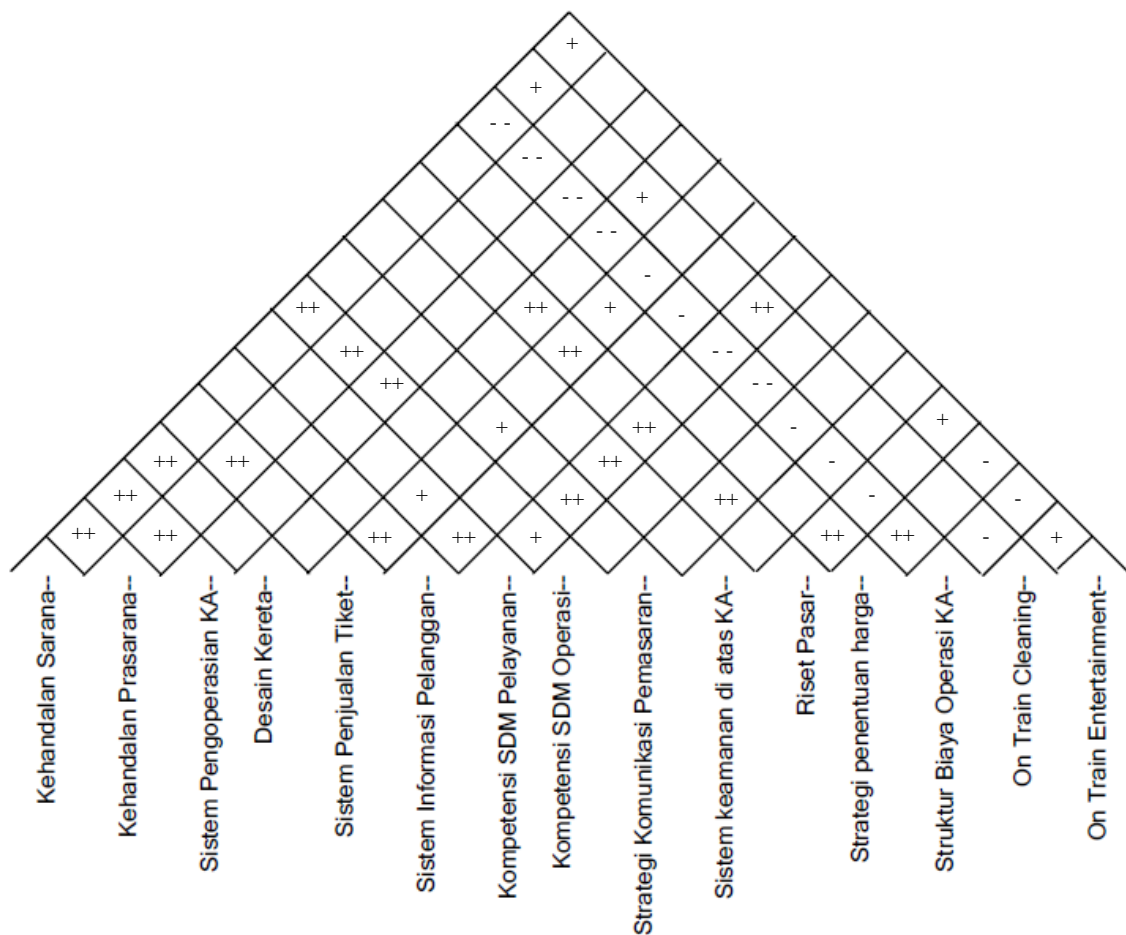 +
+
- -
- -
- - +
- -
-
++ ++ + - ++
++ ++ - -
++ - -
+ ++ - +
++ ++ ++ - -
++ + ++ ++ - -
++ ++ ++ ++ + ++ ++ - +
Kehandalan Sarana--
Kehandalan Prasarana--
Sistem Pengoperasian KA--
Desain Kereta--
Sistem Penjualan Tiket--
Sistem Informasi Pelanggan--
Kompetensi SDM Pelayanan--
Kompetensi SDM Operasi--
Strategi Komunikasi Pemasaran--
Sistem keamanan di atas KA--
Riset Pasar--
Strategi penentuan harga--
Struktur Biaya Operasi KA--
On Train Cleaning--
On Train Entertainment--